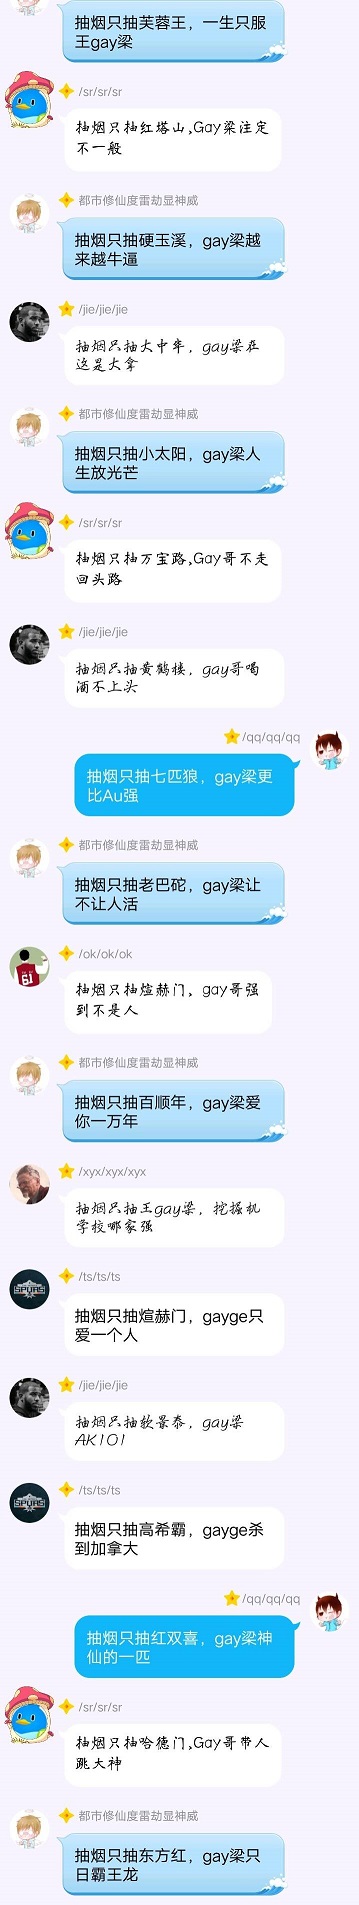 抽烟只抽芙蓉王，一生只服
王gay梁
/sr/sr/sr
抽烟只抽红塔山,Gay梁注定
不一般
都市修仙度雷劫显神威
抽烟只抽硬玉溪，gay梁越
来越牛逼
/jie/jie/jie
抽烟只抽大中华，gay梁在
这是大拿
都市修仙度雷劫显神威
抽烟只抽小太阳，gay梁人
生放光芒
/sr/sr/sr
抽烟只抽万宝路,Gay哥不走
回头路
/jie/jie/jie
抽烟只抽黄鹤楼，gay哥喝
酒不上头
/qq/qq/qq
抽烟只抽七匹狼，gay梁更
比Au强
都市修仙度雷劫显神威
抽烟只抽老巴砣，gay梁让
不让人活
/ok/ok/ok
抽烟只抽煊赫门，gay哥强
到不是人
都市修仙度雷劫显神威
抽烟只抽百顺年，gay梁爱
你一万年
/xyx/xyx/xyx
抽烟只抽王gay梁，挖掘机
学校哪家强
SPURS
/ts/ts/ts
抽烟只抽煊赫门，gayge只
爱一个人
/jie/jie/jie
抽烟只抽软景泰，gay梁
AK101
SPURS
/ts/ts/ts
抽烟只抽高希霸，gayge杀
到加拿大
/qq/qq/qq
抽烟只抽红双喜，gay梁神
仙的一匹
/sr/sr/sr
抽烟只抽哈德门,Gay哥带人
跳大神
都市修仙度雷劫显神威
抽烟只抽东方红，gay梁只
日霸王龙